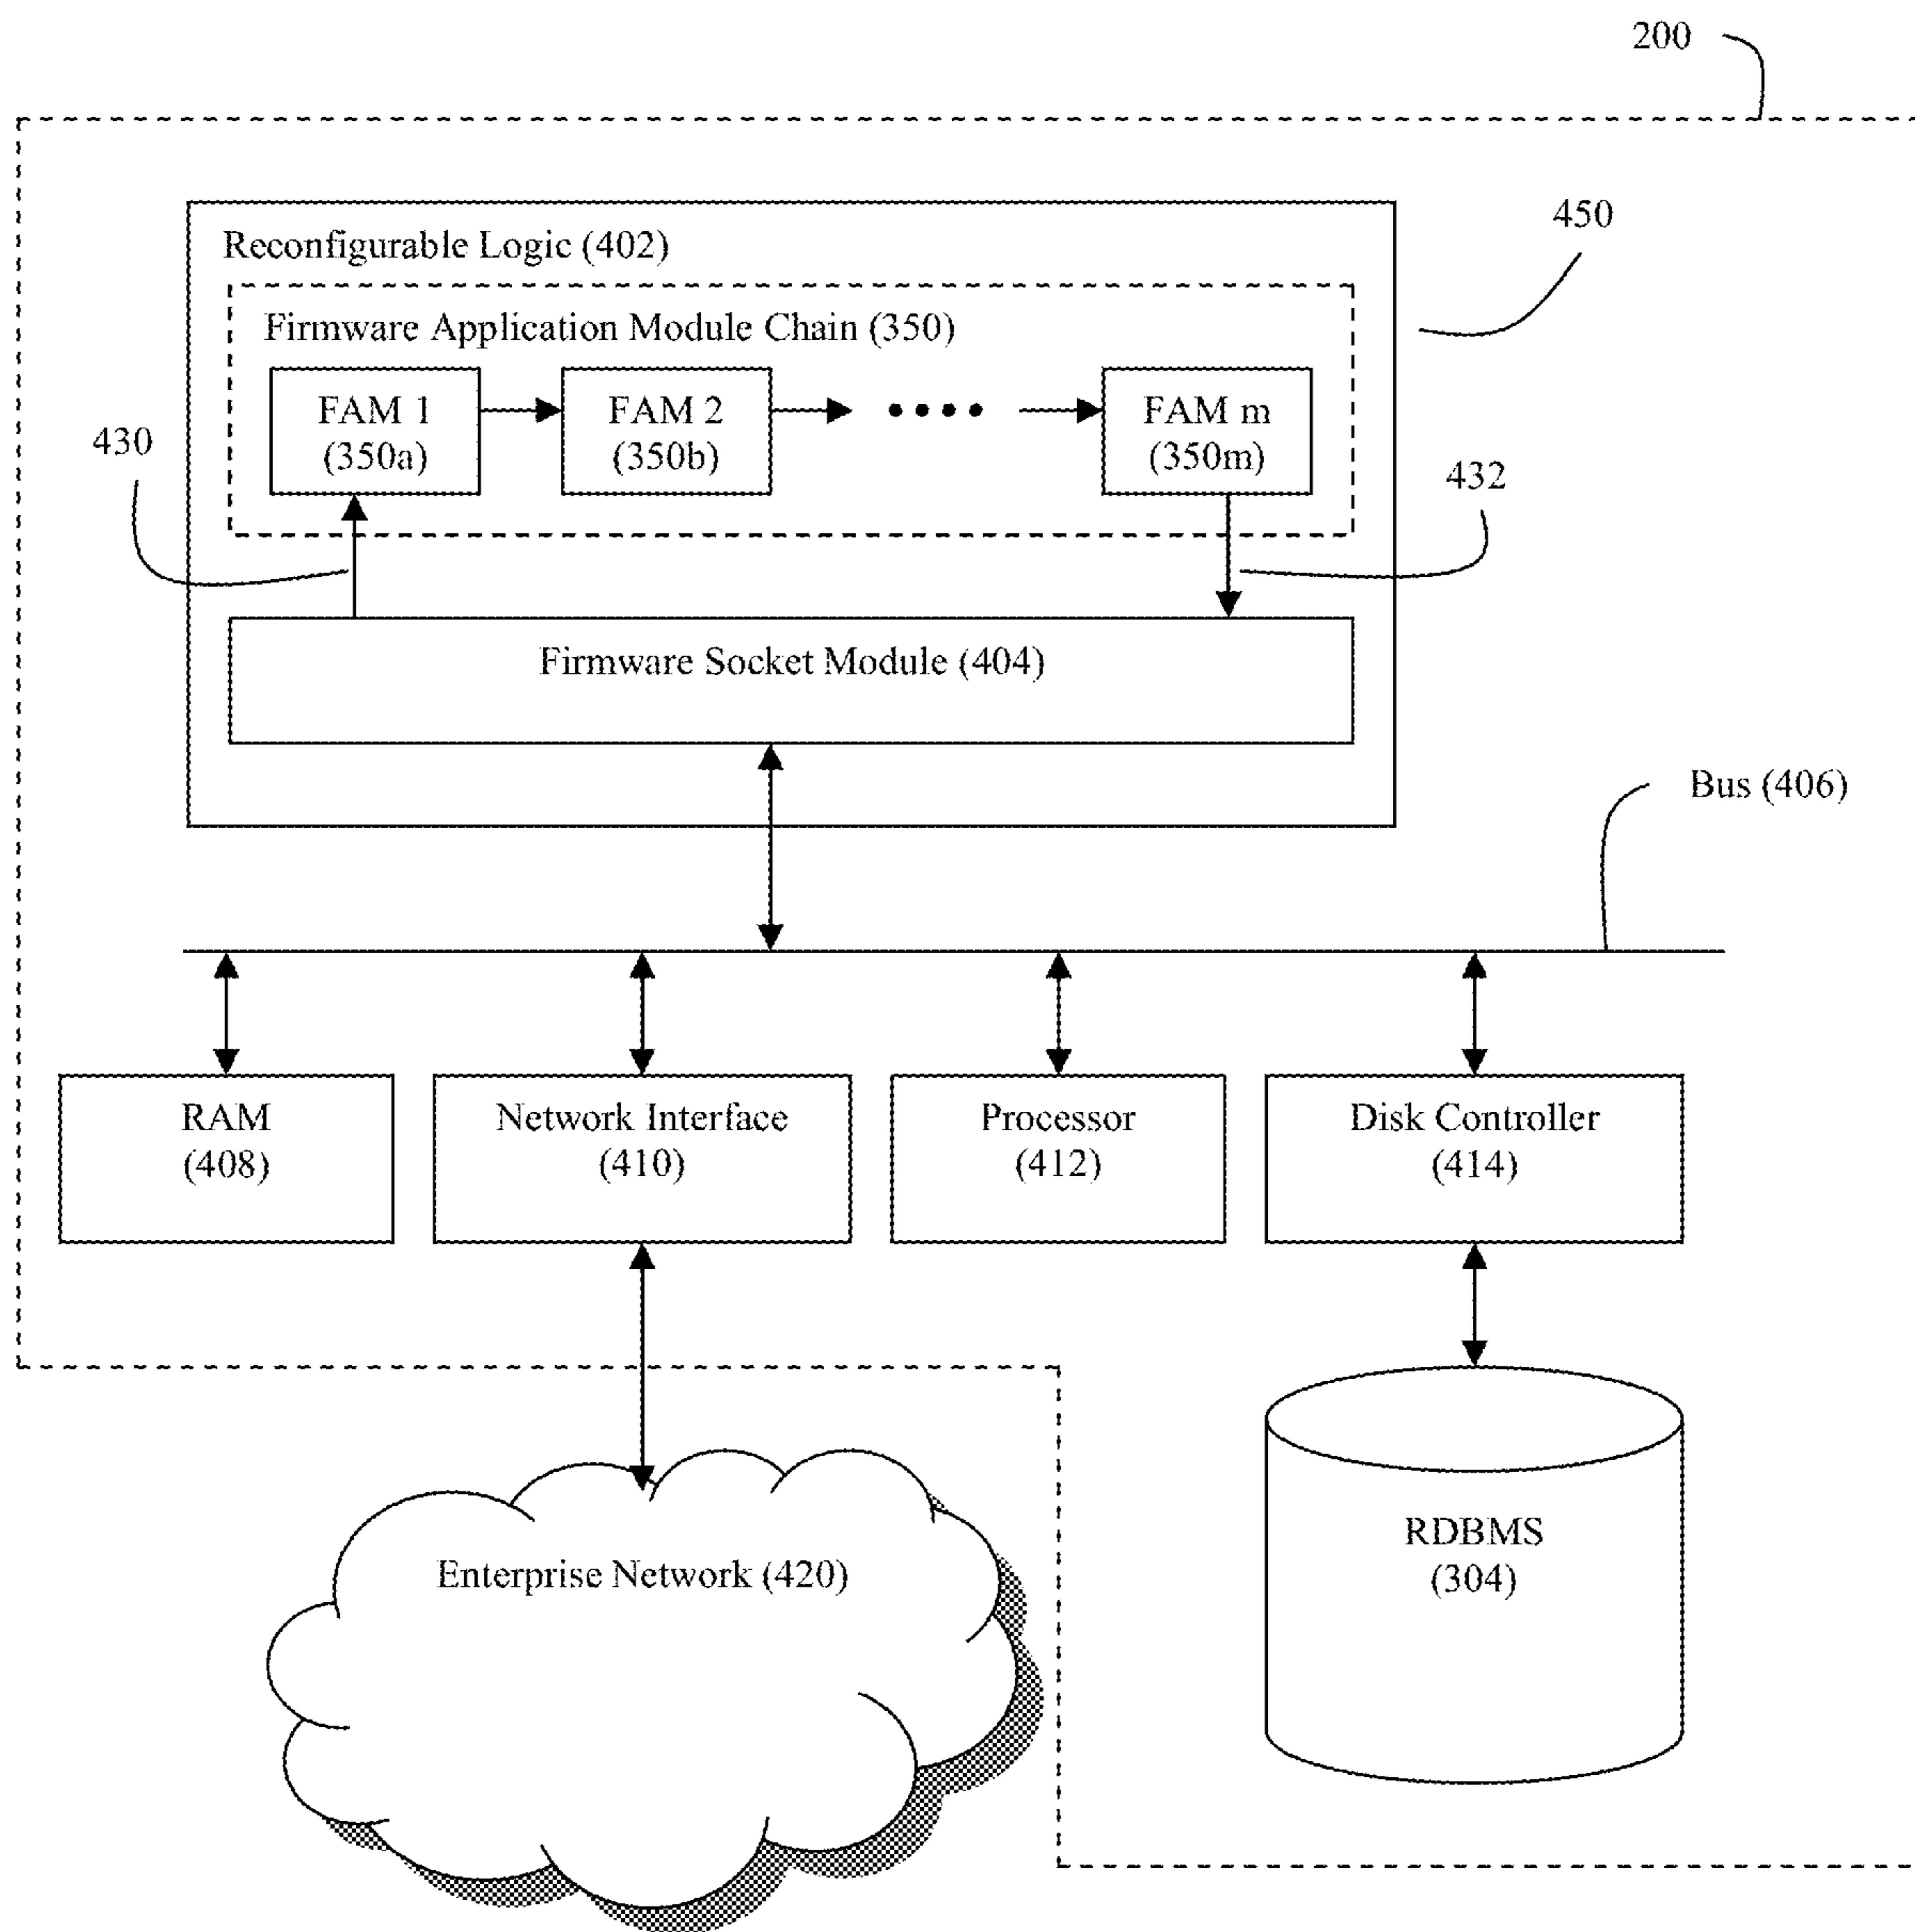 200
450
Reconfigurable Logic (402)
Firmware Application Module Chain (350)
FAM 1
(350a)
FAM 2
(350b)
FAM m
(350m)
430
432
Firmware Socket Module (404)
Bus (406)
RAM
(408)
Network Interface
(410)
Processor
(412)
Disk Controller
(414)
Enterprise Network (420)
RDBMS
(304)